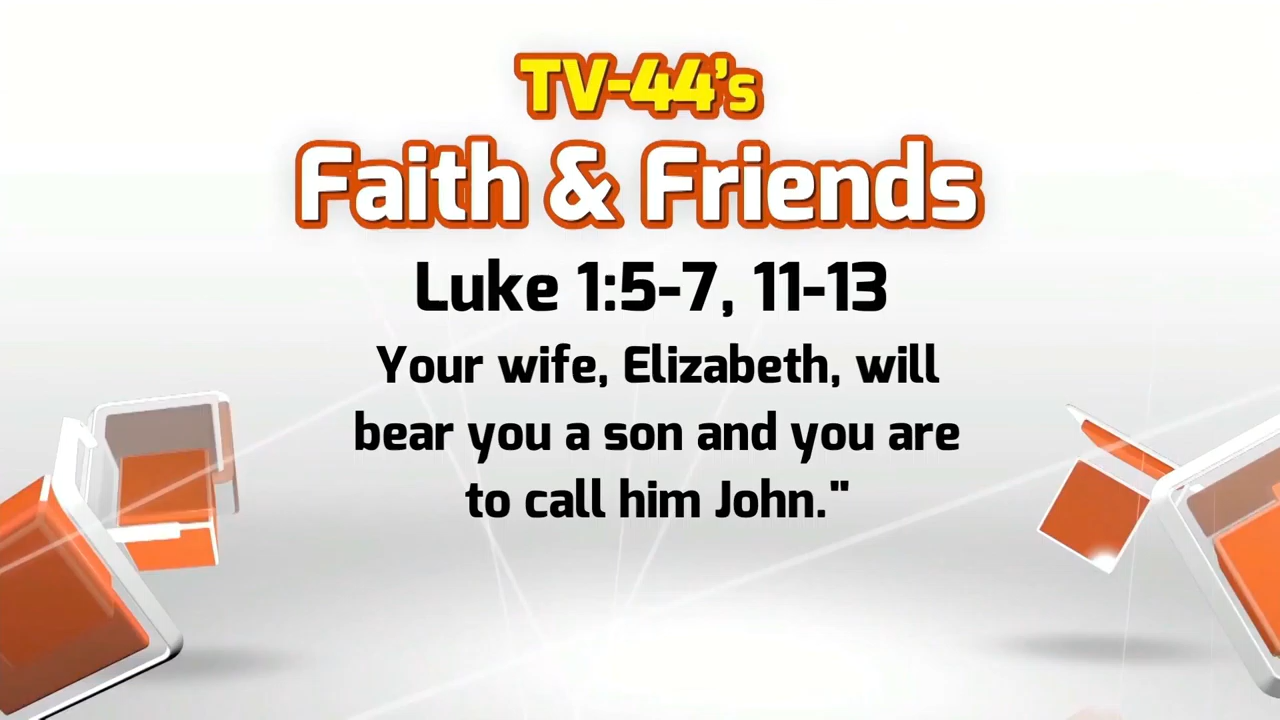 TV-44's
Faith & Friends
Luke 1:5-7, 11-13
Your wife, Elizabeth, will
bear you a son and you are
to call him John."